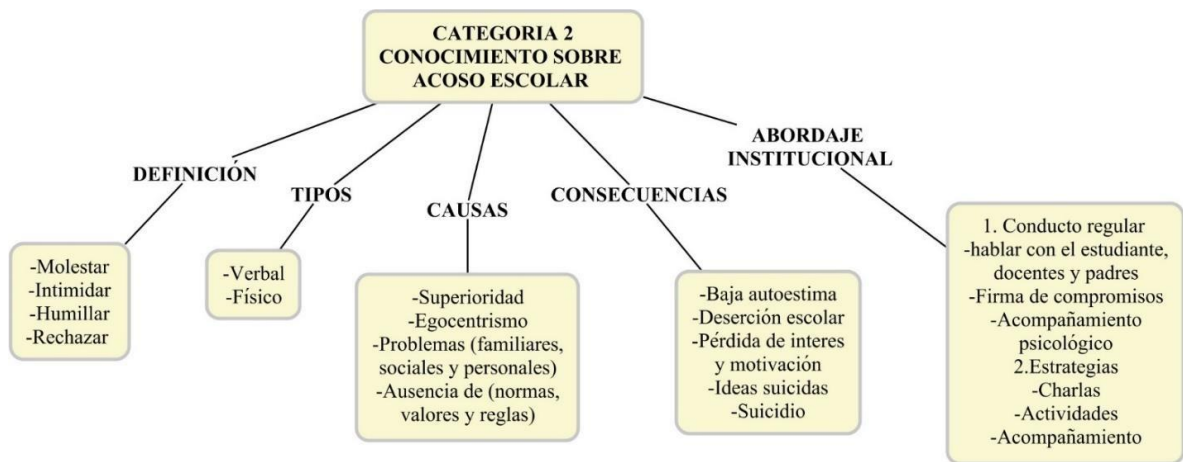 CATEGORIA 2
CONOCIMIENTO SOBRE
ACOSO ESCOLAR
DEFINICIÓN
-Molestar
-Intimidar
-Humillar
-Rechazar
TIPOS
-Verbal
-Físico
CAUSAS
-Superioridad
-Egocentrismo
-Problemas (familiares,
sociales y personales)
-Ausencia de (normas,
valores y reglas)
CONSECUENCIAS
-Baja autoestima
-Deserción escolar
-Pérdida de interes
y motivación
-Ideas suicidas
-Suicidio
ABORDAJE
INSTITUCIONAL
1. Conducto regular
-hablar con el estudiante,
docentes y padres
-Firma de compromisos
-Acompañamiento
psicológico
2.Estrategias
-Charlas
-Actividades
-Acompañamiento